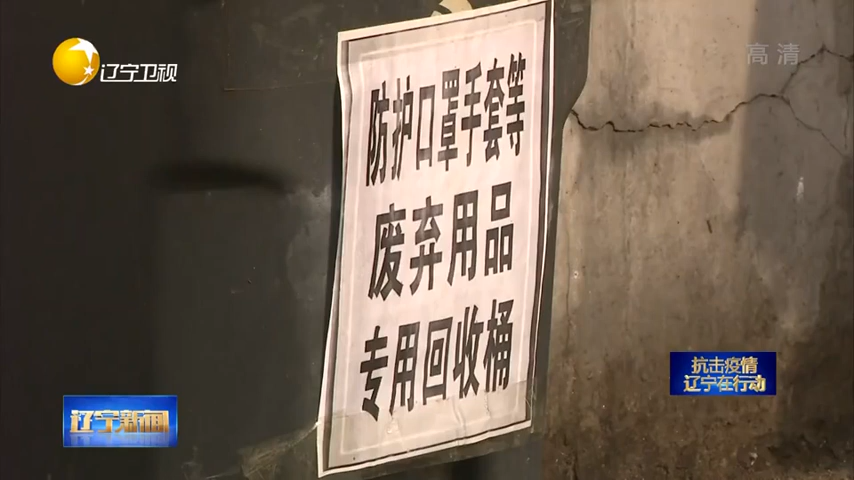 辽宁卫视
高清
防护口罩手套等
废弃用品
专用回收桶
抗击疫情
辽宁在行动
辽宁新闻